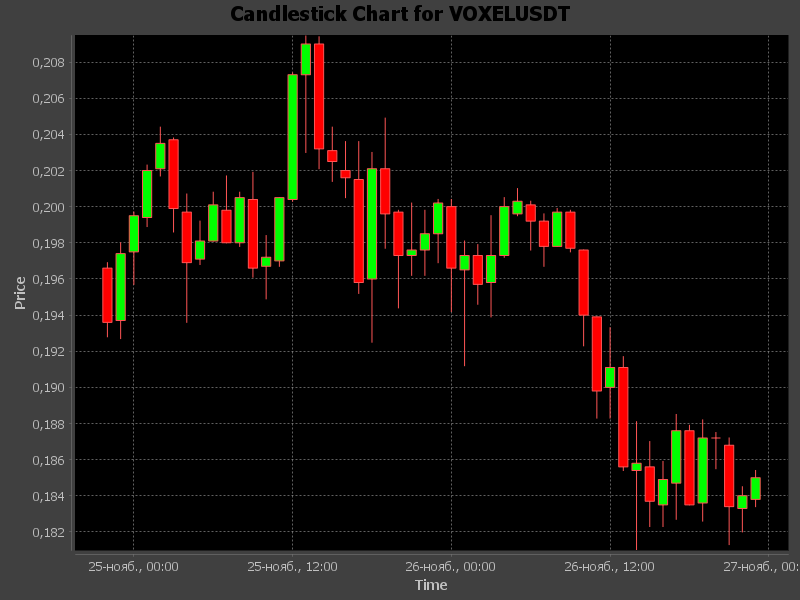 Candlestick Chart for VOXELUSDT
0,208
0,206
0,204
0,202
0,200
0,198
0,196
0,194
0,192
0,190
0,188
0,186
0,184
0,182
Price
25-нояб., 00:00
25-нояб., 12:00
26-нояб., 00:00
26-нояб., 12:00
27-нояб., 00:
Time